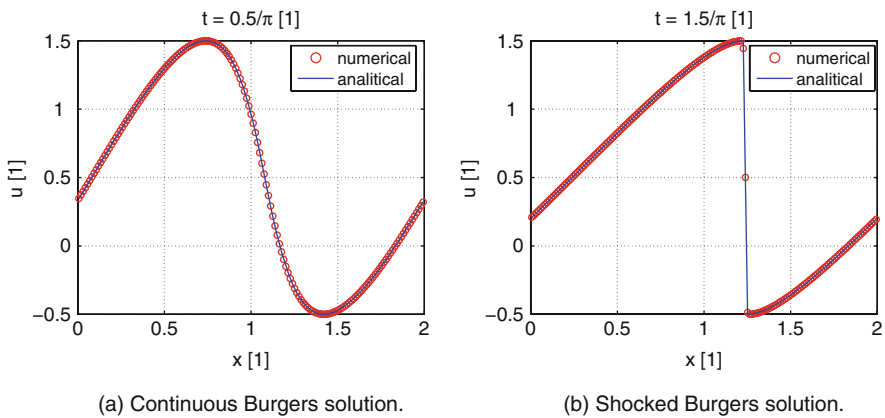 t = 0.5/π [1]
1.5
1
0.5
0
−0.5
u [1]
numerical
analitical
0
0.5
1
1.5
2
x [1]
(a) Continuous Burgers solution.
t = 1.5/π [1]
1.5
1
0.5
0
−0.5
u [1]
numerical
analitical
0
0.5
1
1.5
2
x [1]
(b) Shocked Burgers solution.